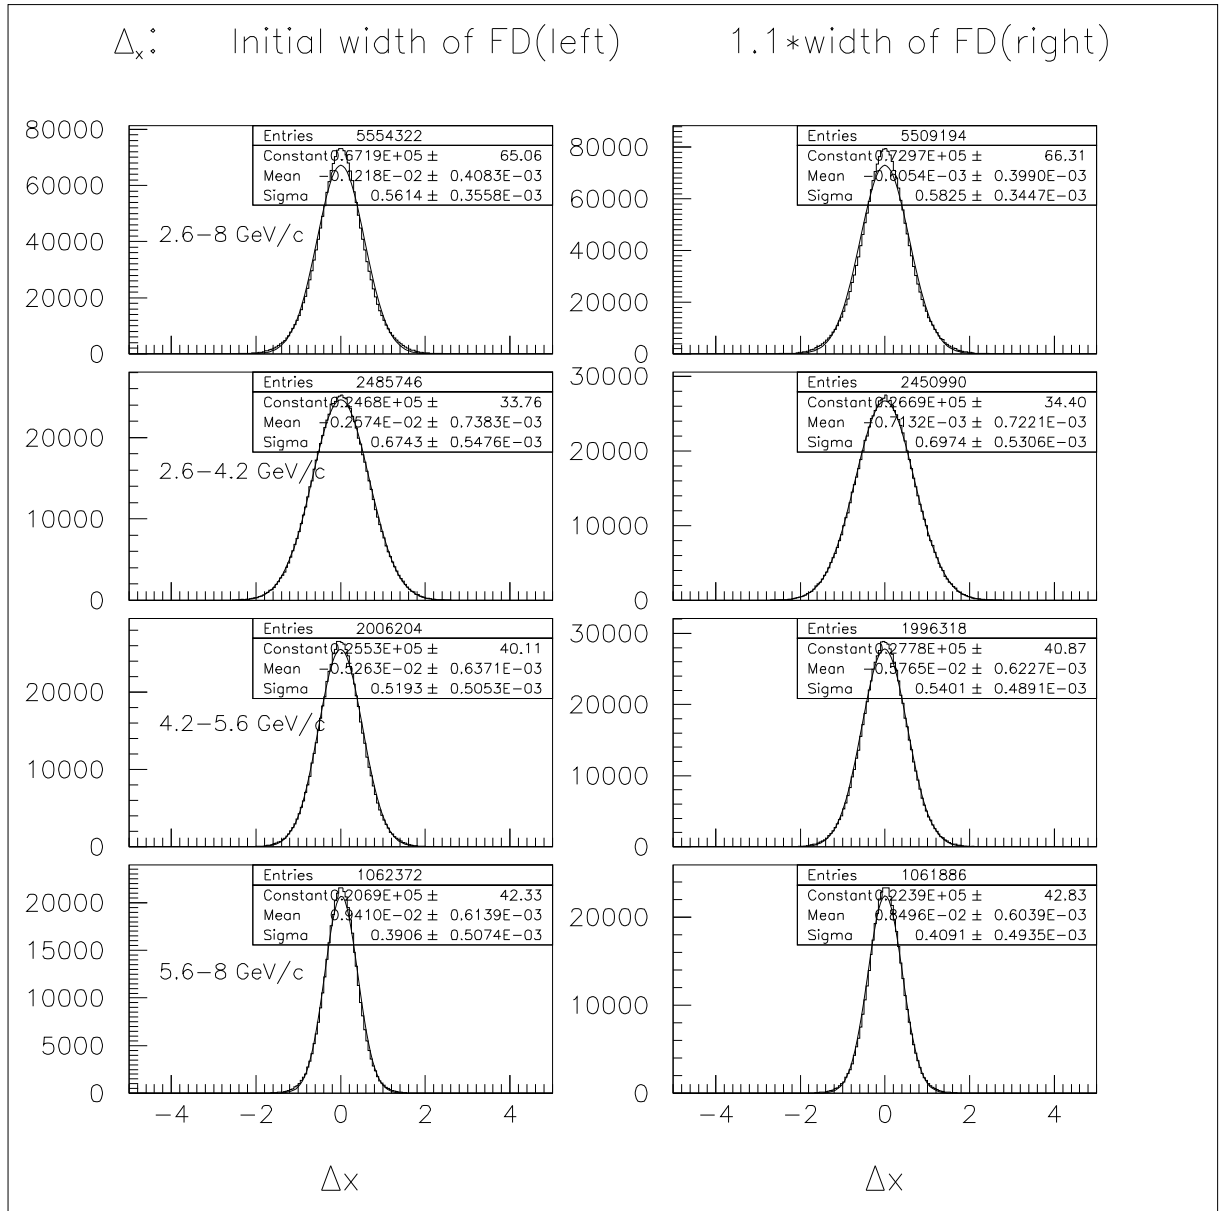 Δx: Initial width of FD(left) 1.1*width of FD(right)
80000
60000
40000
20000
0
Entries 5554322
Constant 0.6719E+05 ± 65.06
Mean -0.1218E-02 ± 0.4083E-03
Sigma 0.5614 ± 0.3558E-03
2.6-8 GeV/c
80000
60000
40000
20000
0
Entries 5509194
Constant 0.7297E+05 ± 66.31
Mean -0.6054E-03 ± 0.3990E-03
Sigma 0.5825 ± 0.3447E-03
20000
10000
0
Entries 2485746
Constant 0.2468E+05 ± 33.76
Mean -0.2574E-02 ± 0.7383E-03
Sigma 0.6743 ± 0.5476E-03
2.6-4.2 GeV/c
30000
20000
10000
0
Entries 2450990
Constant 0.2669E+05 ± 34.40
Mean -0.7132E-03 ± 0.7221E-03
Sigma 0.6974 ± 0.5306E-03
20000
10000
0
Entries 2006204
Constant 0.2553E+05 ± 40.11
Mean -0.5263E-02 ± 0.6371E-03
Sigma 0.5193 ± 0.5053E-03
4.2-5.6 GeV/c
30000
20000
10000
0
Entries 1996318
Constant 0.2778E+05 ± 40.87
Mean -0.5765E-02 ± 0.6227E-03
Sigma 0.5401 ± 0.4891E-03
20000
15000
10000
5000
0
Entries 1062372
Constant 0.2069E+05 ± 42.33
Mean 0.9410E-02 ± 0.6139E-03
Sigma 0.3906 ± 0.5074E-03
5.6-8 GeV/c
-4 -2 0 2 4
Δx
20000
10000
0
Entries 1061886
Constant 0.2239E+05 ± 42.83
Mean 0.8496E-02 ± 0.6039E-03
Sigma 0.4091 ± 0.4935E-03
-4 -2 0 2 4
Δx